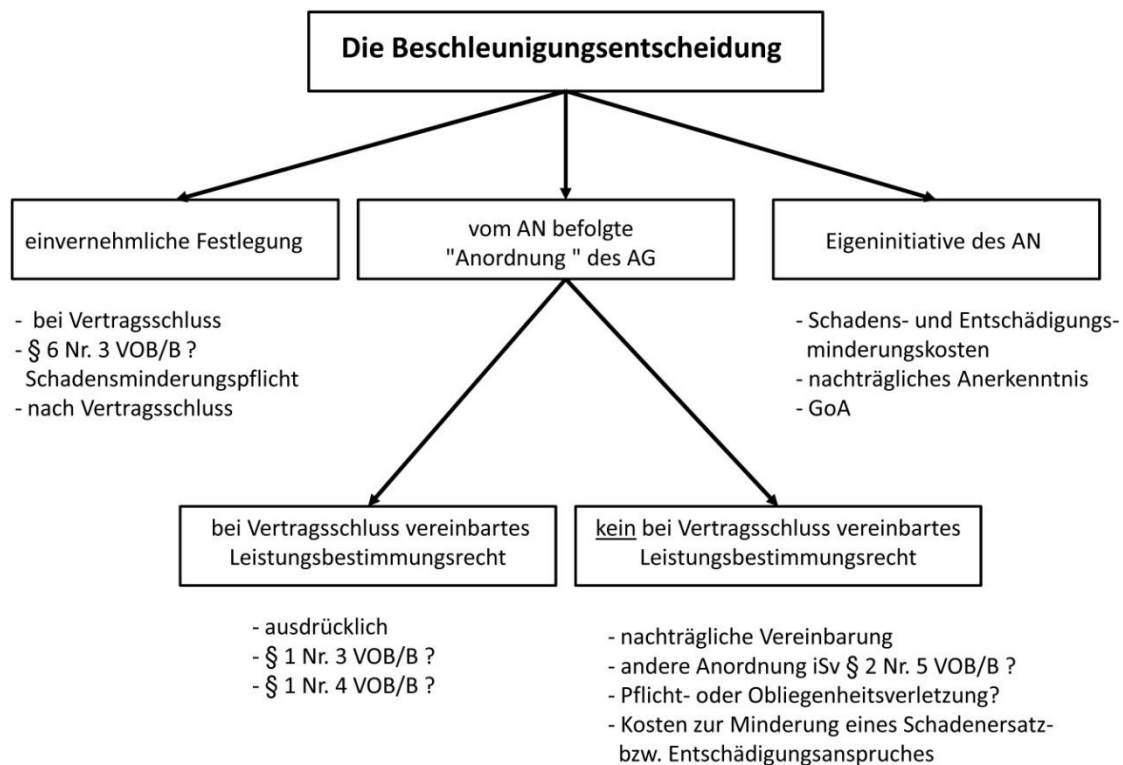 Die Beschleunigungsentscheidung
einvernehmliche Festlegung
- bei Vertragsschluss
- § 6 Nr. 3 VOB/B ?
Schadensminderungspflicht
- nach Vertragsschluss
vom AN befolgte
"Anordnung " des AG
Eigeninitiative des AN
- Schadens- und Entschädigungs-
minderungskosten
- nachträgliches Anerkenntnis
- GoA
bei Vertragsschluss vereinbartes
Leistungsbestimmungsrecht
- ausdrücklich
- § 1 Nr. 3 VOB/B ?
- § 1 Nr. 4 VOB/B ?
kein bei Vertragsschluss vereinbartes
Leistungsbestimmungsrecht
- nachträgliche Vereinbarung
- andere Anordnung iSv § 2 Nr. 5 VOB/B ?
- Pflicht- oder Obliegenheitsverletzung?
- Kosten zur Minderung eines Schadenersatz-
bzw. Entschädigungsanspruches